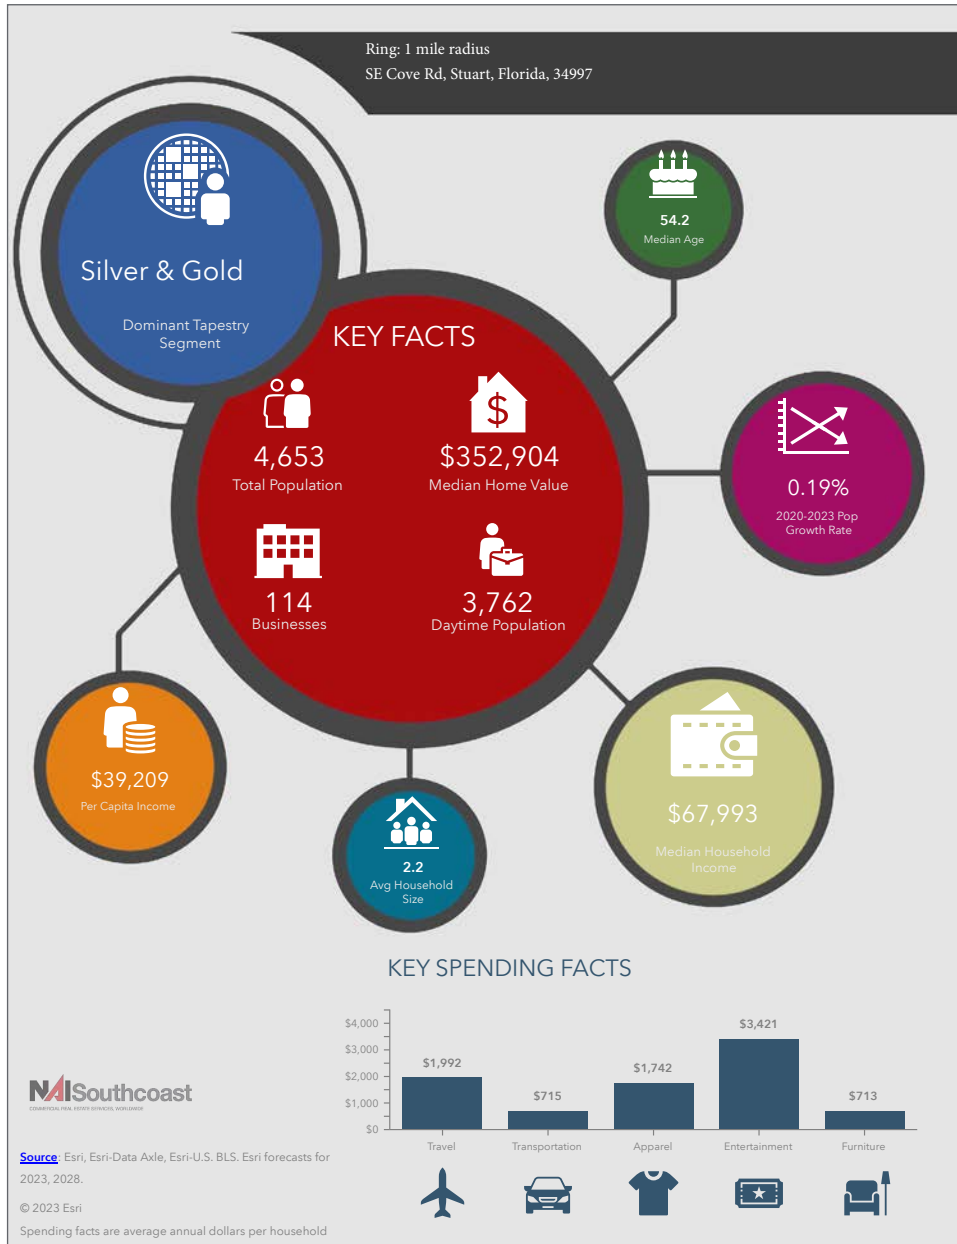 Ring: 1 mile radius
SE Cove Rd, Stuart, Florida, 34997
Silver & Gold
Dominant Tapestry
Segment
54.2
Median Age
KEY FACTS
4,653
Total Population
$352,904
Median Home Value
114
Businesses
3,762
Daytime Population
0.19%
2020-2023 Pop
Growth Rate
$39,209
Per Capita Income
2.2
Avg Household
Size
$67,993
Median Household
Income
KEY SPENDING FACTS
$4,000
$3,000
$2,000
$1,000
$0
$1,992
$715
$1,742
$3,421
$713
Travel
Transportation
Apparel
Entertainment
Furniture
NAISouthcoast
COMMERCIAL REAL ESTATE SERVICES, WORLDWIDE
Source: Esri, Esri-Data Axle, Esri-U.S. BLS. Esri forecasts for
2023, 2028.
© 2023 Esri
Spending facts are average annual dollars per household